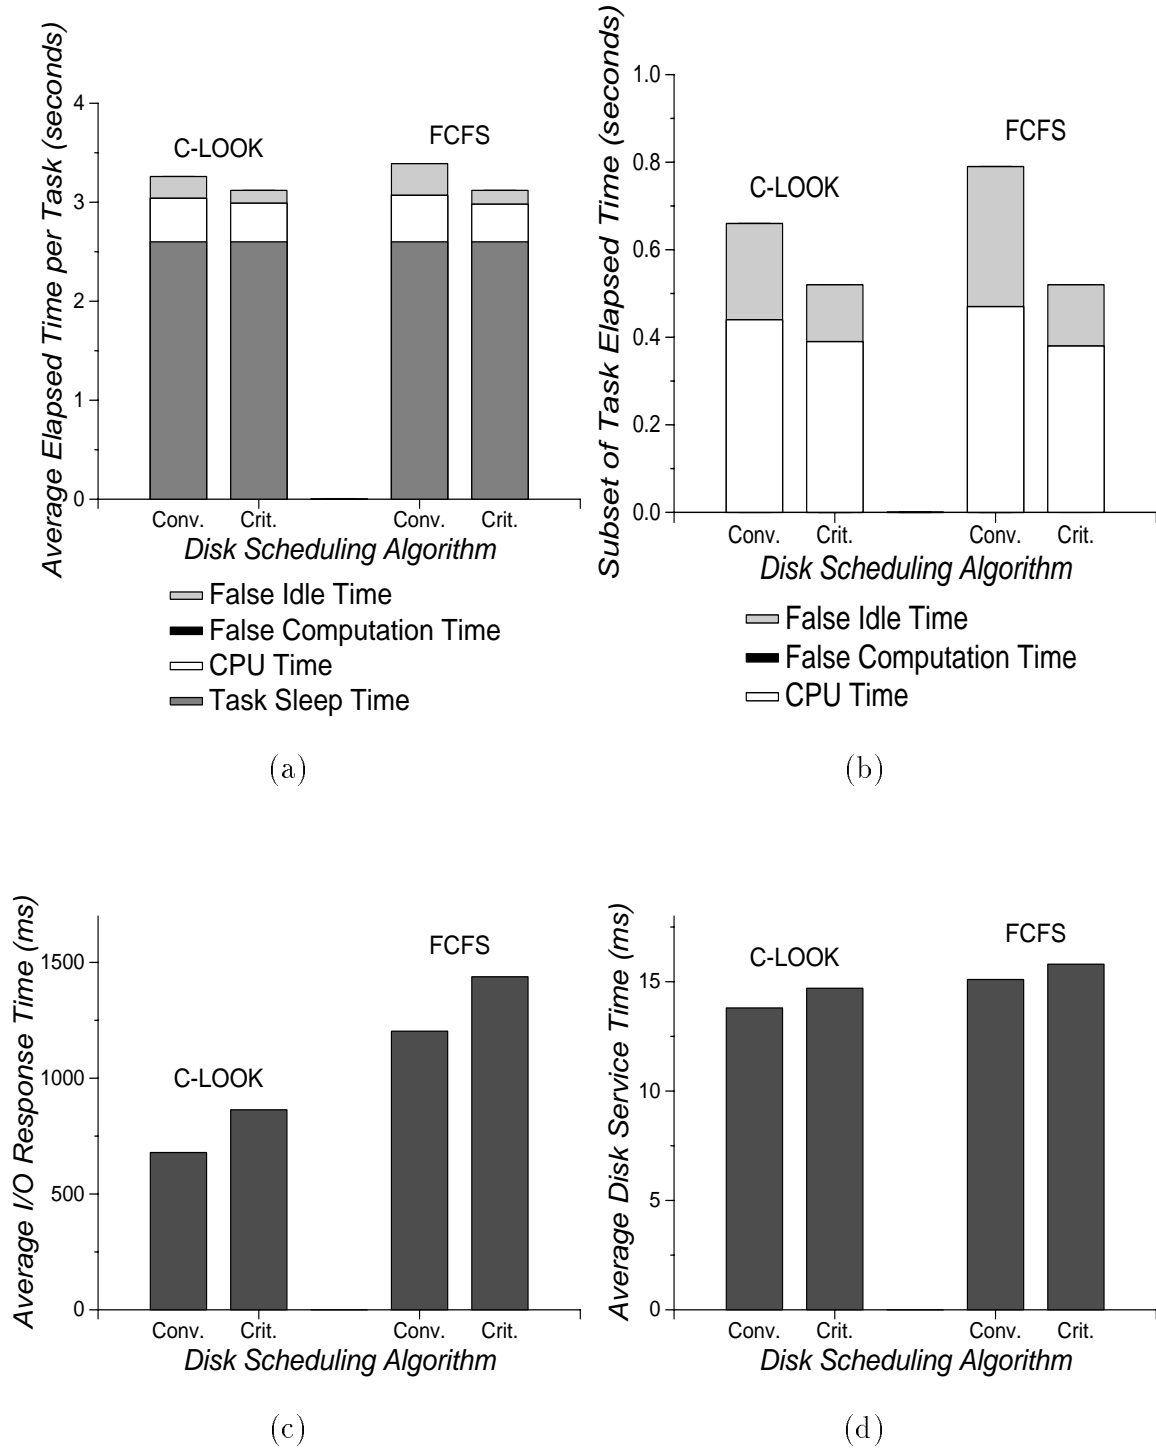 Average Elapsed Time per Task (seconds)
4
3
2
1
0
C-LOOK
FCFS
Conv.
Crit.
Conv.
Crit.
Disk Scheduling Algorithm
False Idle Time
False Computation Time
CPU Time
Task Sleep Time
(a)
Subset of Task Elapsed Time (seconds)
1.0
0.8
0.6
0.4
0.2
0.0
C-LOOK
FCFS
Conv.
Crit.
Conv.
Crit.
Disk Scheduling Algorithm
False Idle Time
False Computation Time
CPU Time
(b)
Average I/O Response Time (ms)
1500
1000
500
0
C-LOOK
FCFS
Conv.
Crit.
Conv.
Crit.
Disk Scheduling Algorithm
(c)
Average Disk Service Time (ms)
15
10
5
0
C-LOOK
FCFS
Conv.
Crit.
Conv.
Crit.
Disk Scheduling Algorithm
(d)